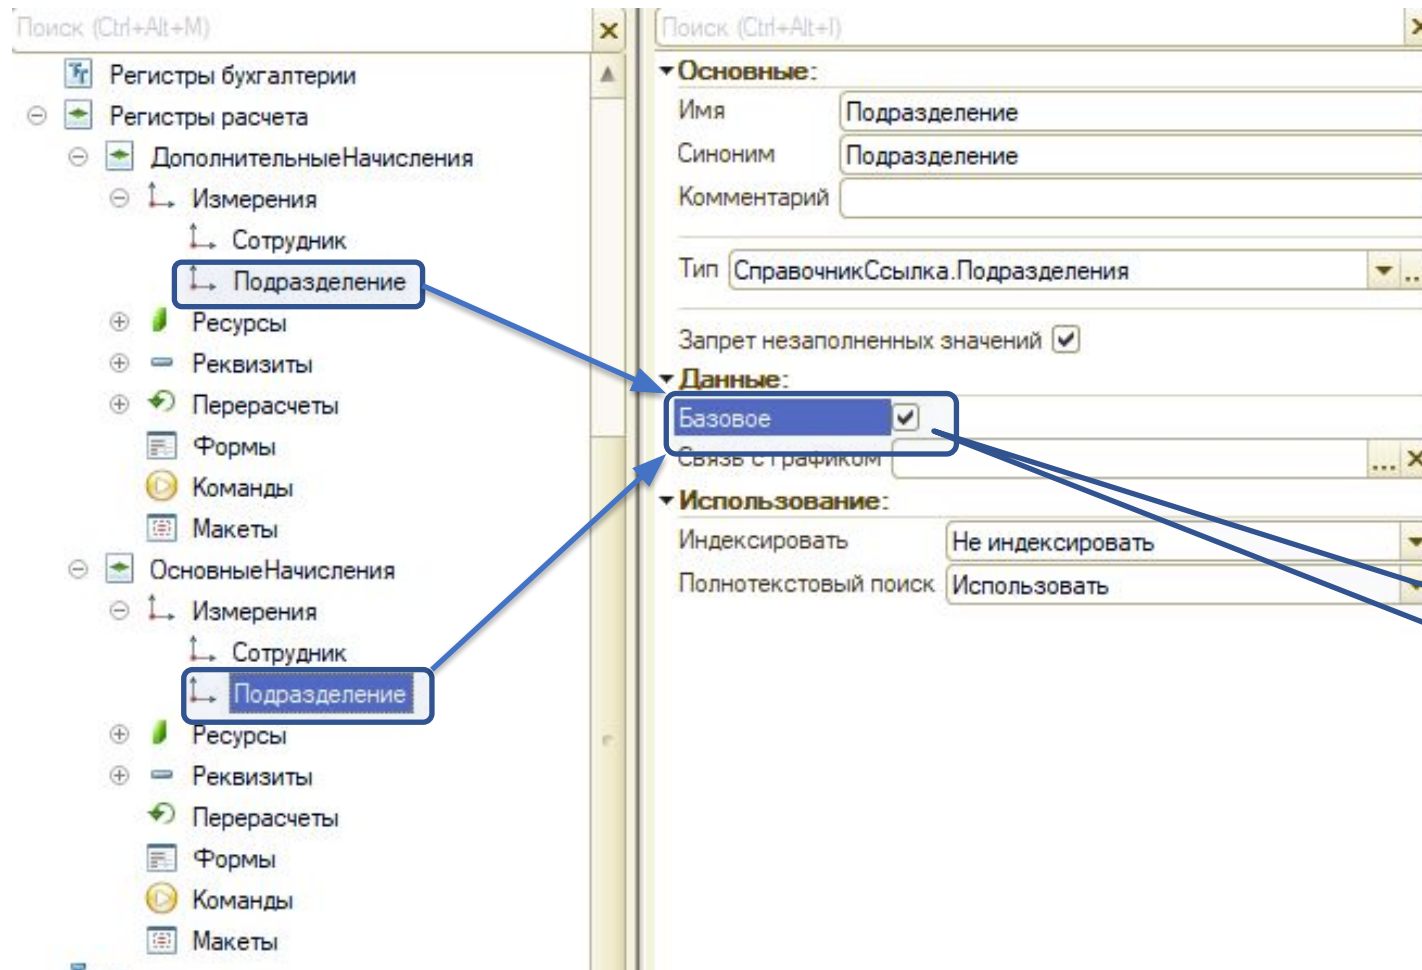 Поиск (Ctrl+Alt+M)
Регистры бухгалтерии
Регистры расчета
ДополнительныеНачисления
Измерения
Сотрудник
Подразделение
Ресурсы
Реквизиты
Перерасчеты
Формы
Команды
Макеты
ОсновныеНачисления
Измерения
Сотрудник
Подразделение
Ресурсы
Реквизиты
Перерасчеты
Формы
Команды
Макеты
Поиск (Ctrl+Alt+I)
Основные:
Имя Подразделение
Синоним Подразделение
Комментарий
Тип СправочникСсылка.Подразделения ...
Запрет незаполненных значений
Данные:
Базовое
Связь с графиком ...
Использование:
Индексировать Не индексировать
Полнотекстовый поиск Использовать